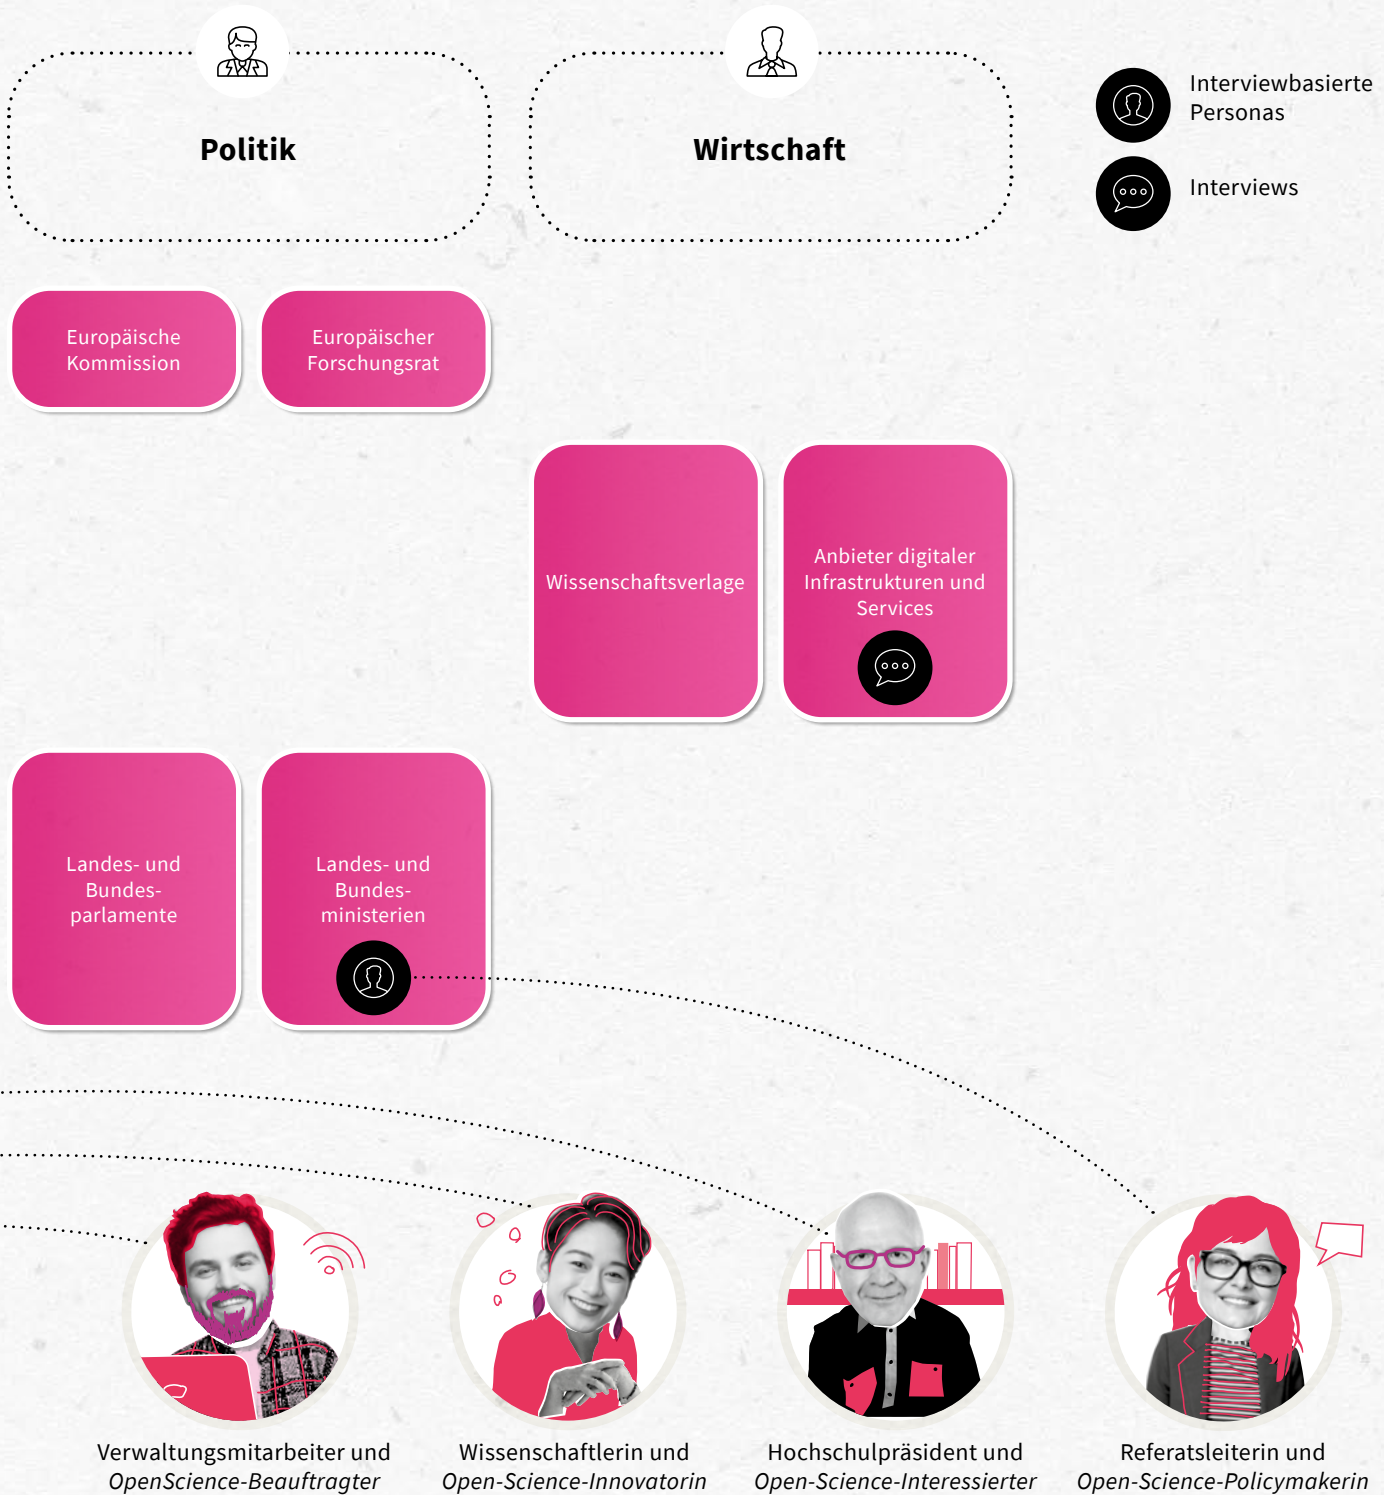 Politik
Wirtschaft
Interviewbasierte
Personas
Interviews
Europäische
Kommission
Europäischer
Forschungsrat
Wissenschaftsverlage
Anbieter digitaler
Infrastrukturen und
Services
Landes- und
Bundes-
parlamente
Landes- und
Bundes-
ministerien
Verwaltungsmitarbeiter und
OpenScience-Beauftragter
Wissenschaftlerin und
Open-Science-Innovatorin
Hochschulpräsident und
Open-Science-Interessierter
Referatsleiterin und
Open-Science-Policymakerin